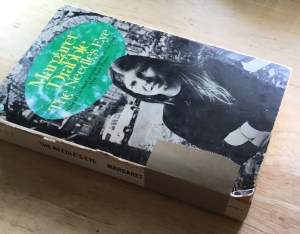 Margaret
Drabble
The Needle's Eye
THE NEEDLE'S EYE MARGARET